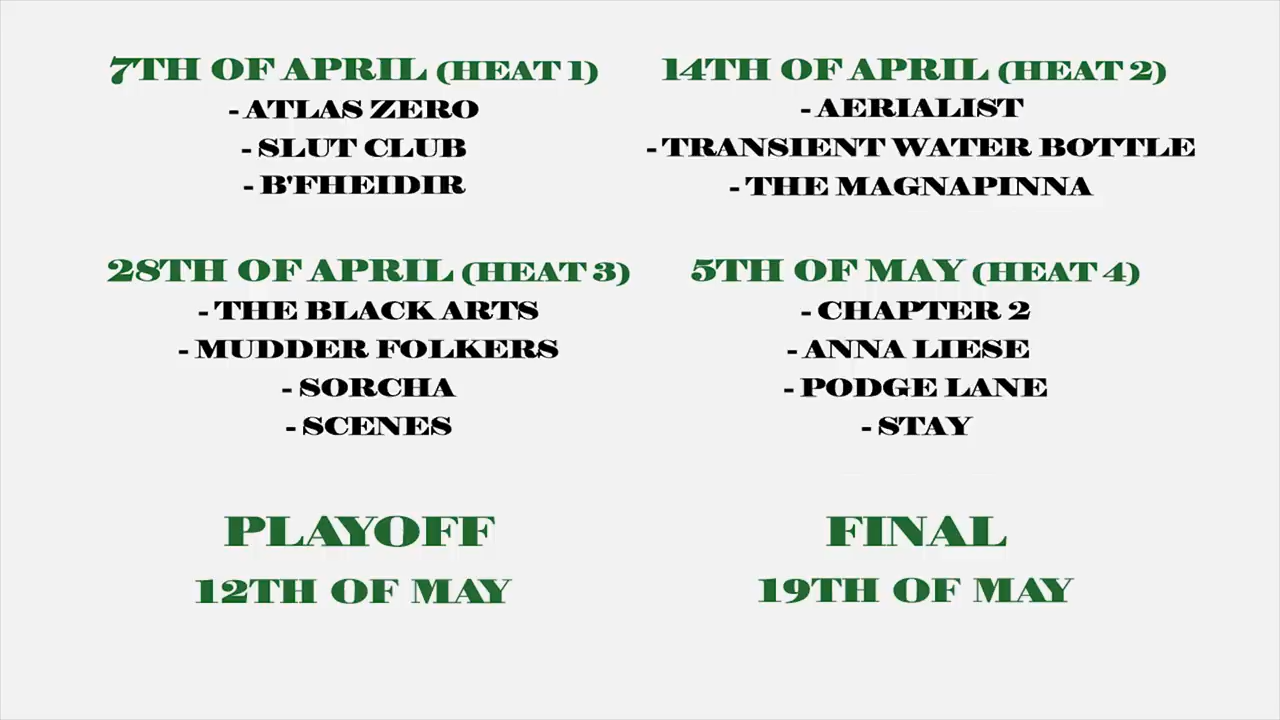 7TH OF APRIL (HEAT 1)
- ATLAS ZERO
- SLUT CLUB
- B'FHEIDIR
14TH OF APRIL (HEAT 2)
- AERIALIST
- TRANSIENT WATER BOTTLE
- THE MAGNAPINNA
28TH OF APRIL (HEAT 3)
- THE BLACK ARTS
- MUDDER FOLKERS
- SORCHA
- SCENES
5TH OF MAY (HEAT 4)
- CHAPTER 2
- ANNA LIESE
- PODGE LANE
- STAY
PLAYOFF
12TH OF MAY
FINAL
19TH OF MAY